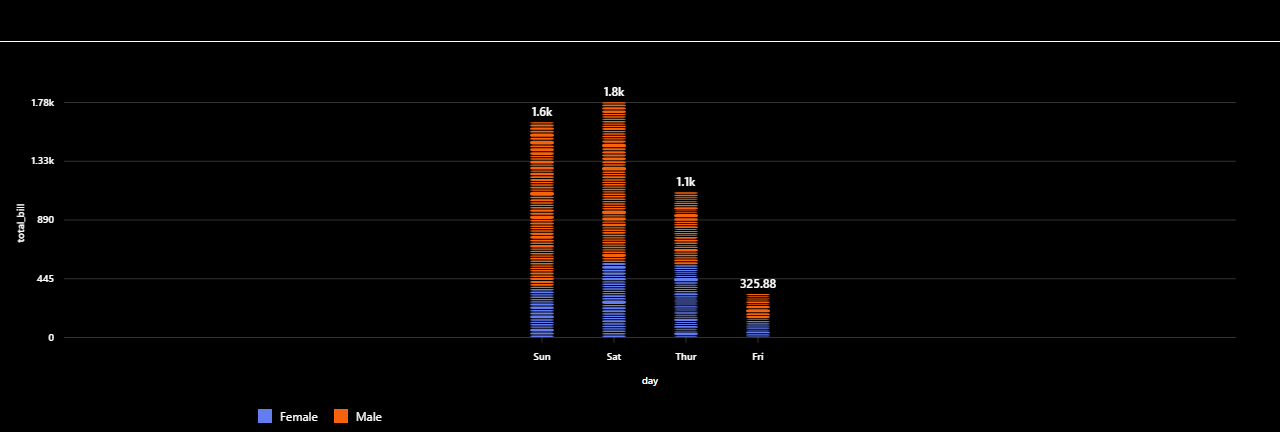 1.8k
1.6k
1.78k
1.33k
1.1k
890
445
325.88
0
total_bill
Sun Sat Thur Fri
day
Female Male